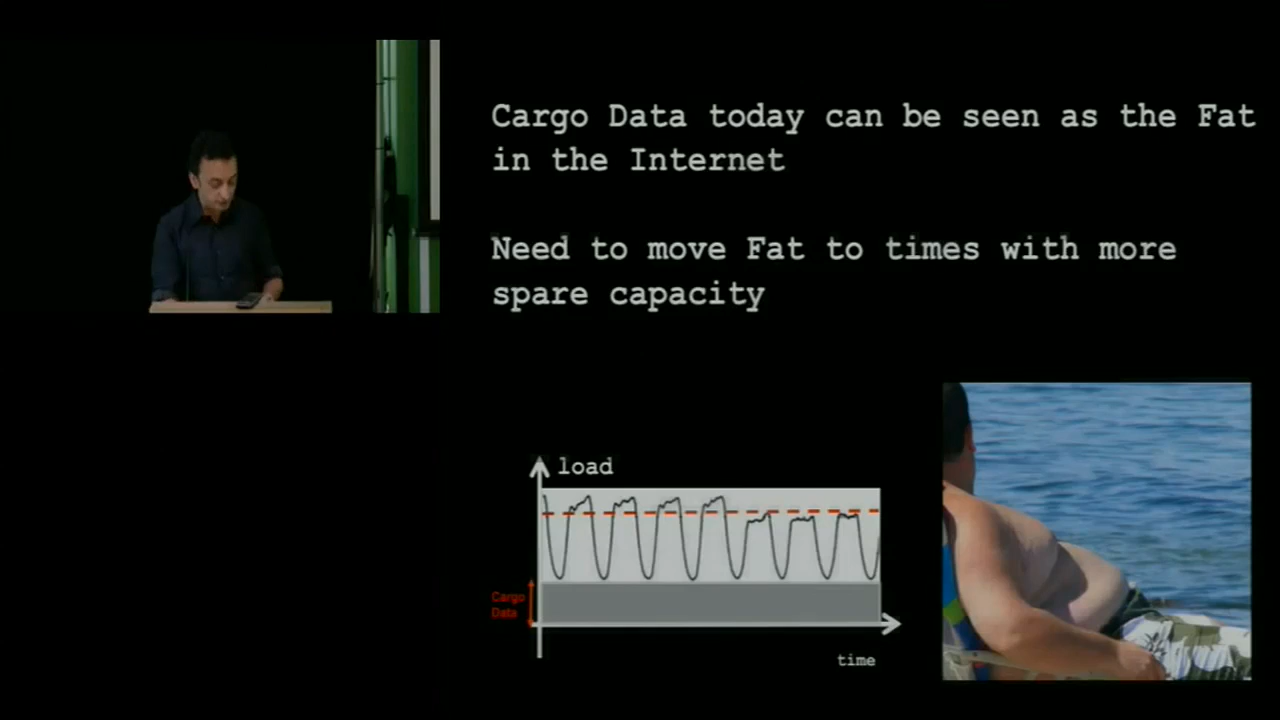 Cargo Data today can be seen as the Fat
in the Internet
Need to move Fat to times with more
spare capacity
load
Cargo
Data
time